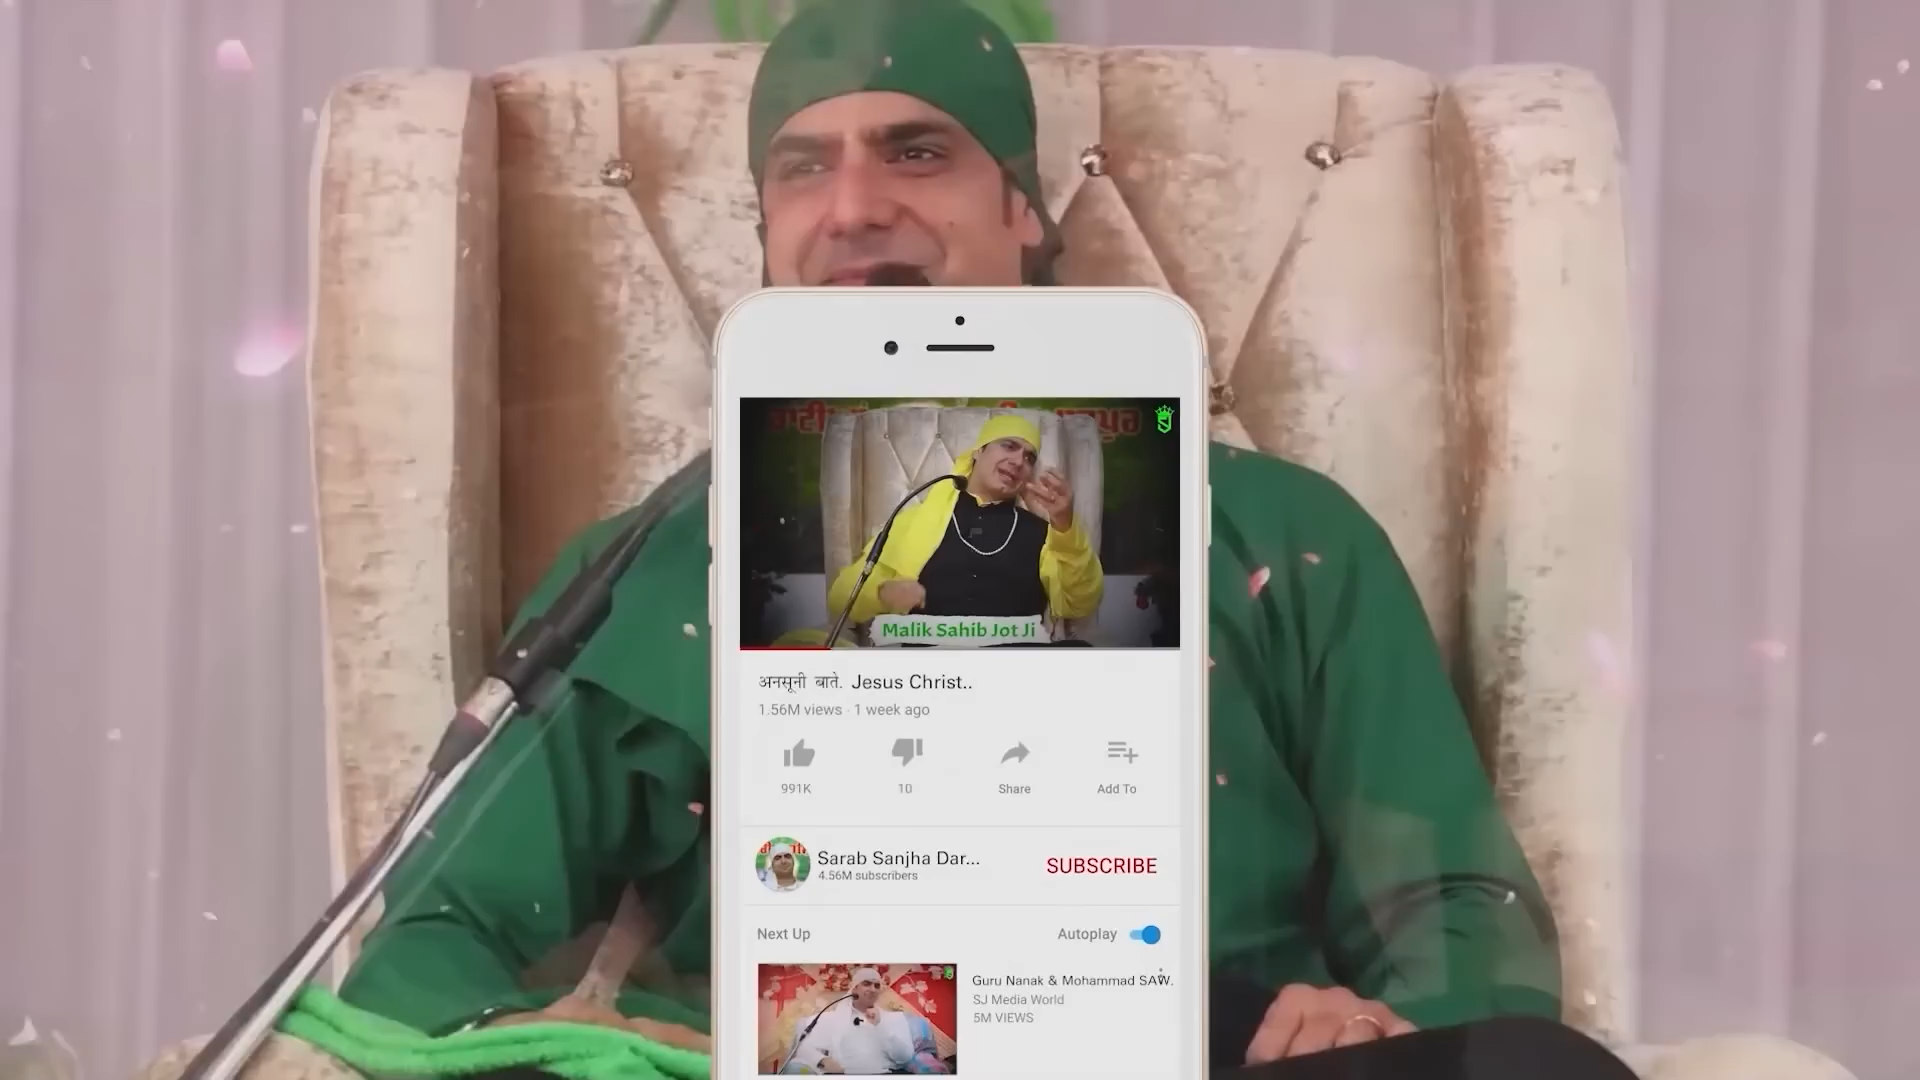 Malik Sahib Jot Ji
अनसूनी बातें. Jesus Christ..
1.56M views · 1 week ago
991K
10
Share
Add To
Sarab Sanjha Dar...
4.56M subscribers
SUBSCRIBE
Next Up
Autoplay
Guru Nanak & Mohammad SAW.
SJ Media World
5M VIEWS